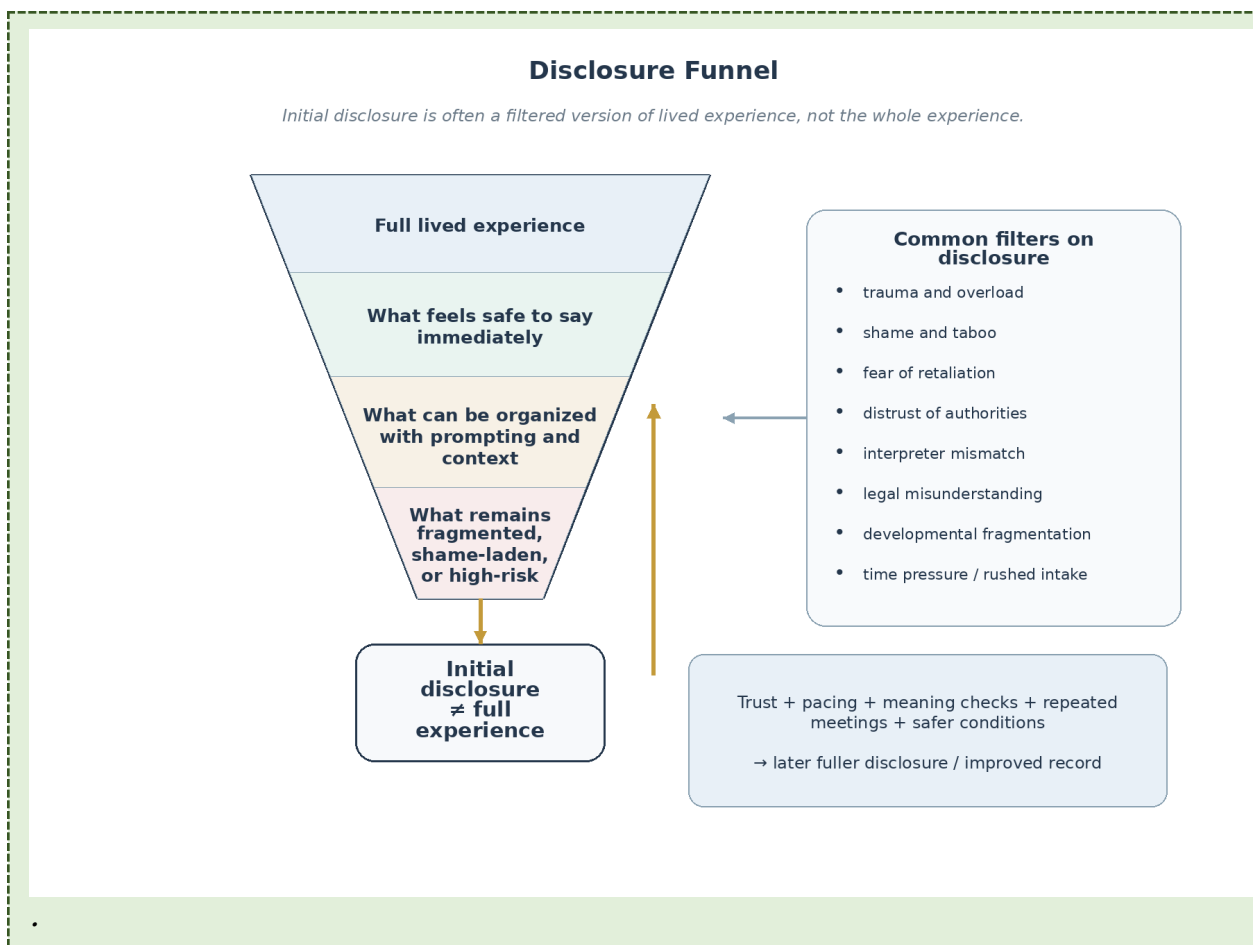 Disclosure Funnel
Initial disclosure is often a filtered version of lived experience, not the whole experience.
Full lived experience
What feels safe to say
immediately
What can be organized
with prompting and
context
What remains
fragmented,
shame-laden,
or high-risk
Initial
disclosure
≠ full
experience
Common filters on
disclosure
• trauma and overload
• shame and taboo
• fear of retaliation
• distrust of authorities
• interpreter mismatch
• legal misunderstanding
• developmental fragmentation
• time pressure / rushed intake
Trust + pacing + meaning checks + repeated
meetings + safer conditions
→ later fuller disclosure / improved record
.